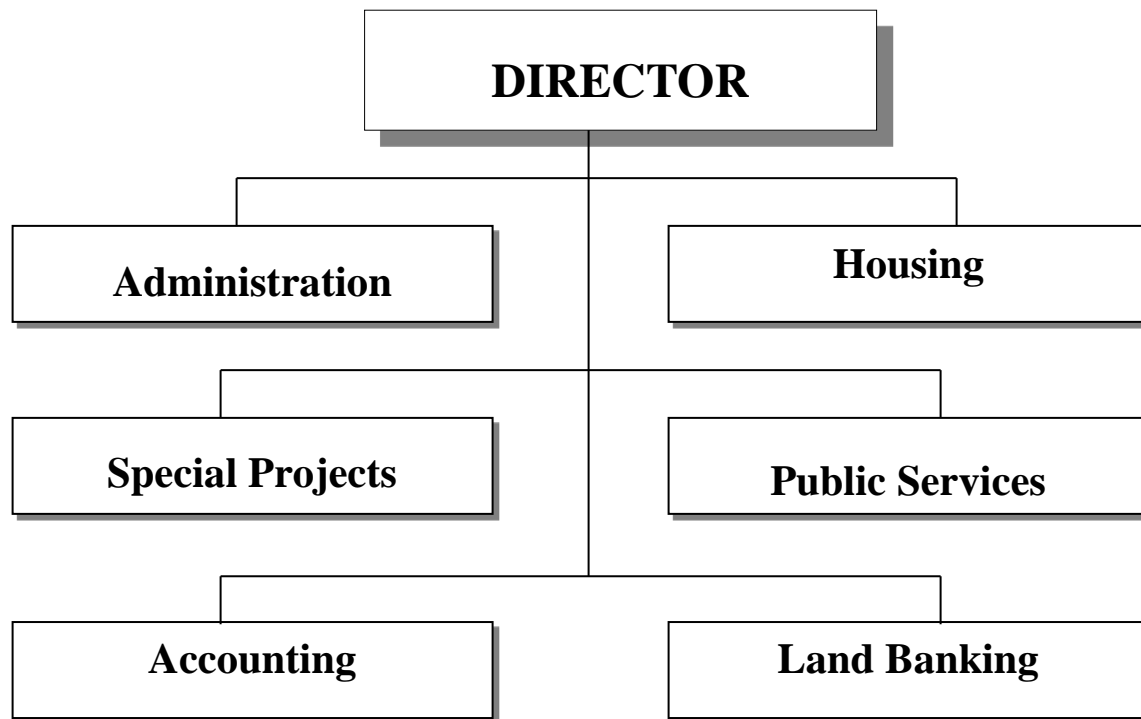 DIRECTOR
Administration
Housing
Special Projects
Public Services
Accounting
Land Banking